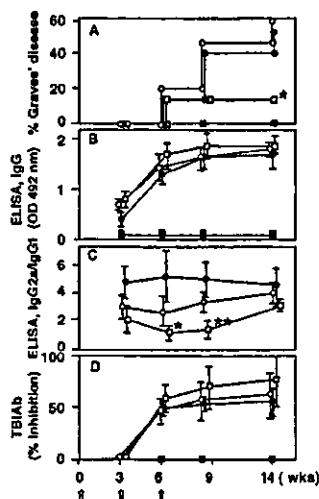 A
% Graves' disease
60
40
20
0
*
B
ELISA, IgG
(OD 492 nm)
2
1
0
C
ELISA, IgG2a/IgG1
6
4
2
0
*
**
D
TBIAb
(% Inhibition)
100
50
0
0 3 6 9 14 ( wks)
⇑ ⇑ ↑